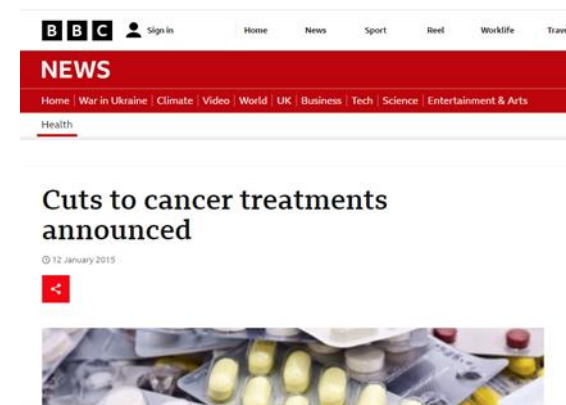 BBC Sign in Home News Sport Reel Worklife
NEWS
Home War in Ukraine Climate Video World UK Business Tech Science Entertainment & Arts
Health
Cuts to cancer treatments
announced
12 January 2015